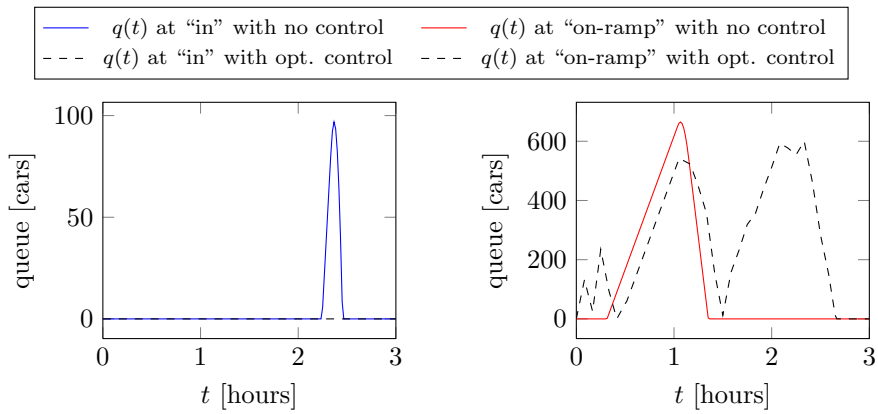 q(t) at “in” with no control
q(t) at “on-ramp” with no control
q(t) at “in” with opt. control
q(t) at “on-ramp” with opt. control
100
50
0
queue [cars]
0 1 2 3
t [hours]
600
400
200
0
queue [cars]
0 1 2 3
t [hours]